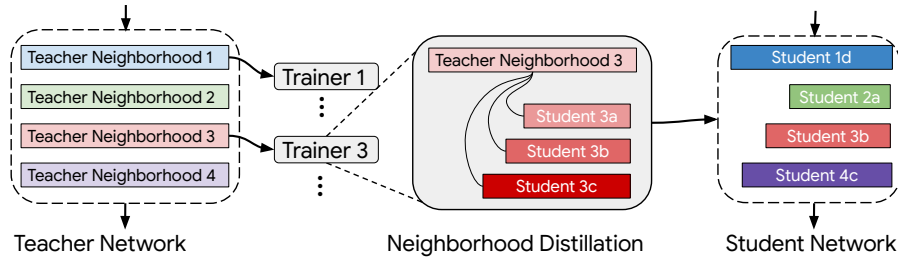 Teacher Neighborhood 1
Teacher Neighborhood 2
Teacher Neighborhood 3
Teacher Neighborhood 4
Teacher Network
Trainer 1
Trainer 3
Teacher Neighborhood 3
Student 3a
Student 3b
Student 3c
Neighborhood Distillation
Student 1d
Student 2a
Student 3b
Student 4c
Student Network